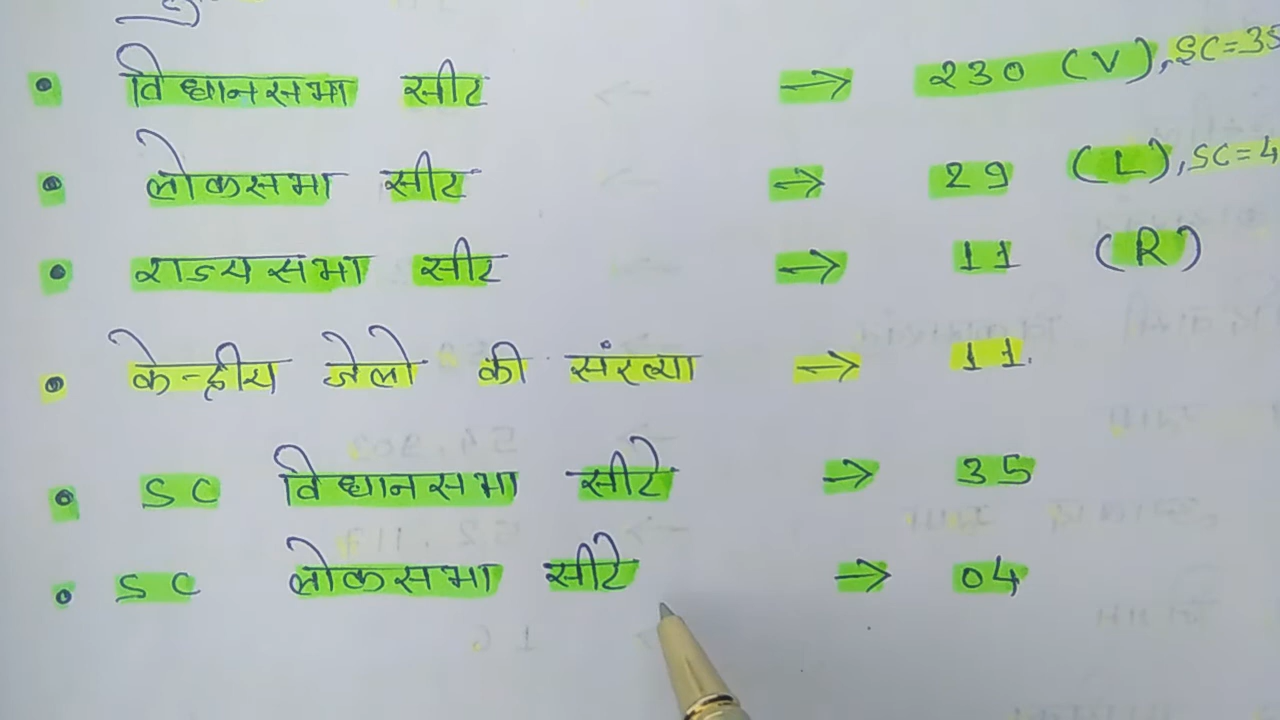 • विधानसभा सीट → 230 (V), SC=35
• लोकसभा सीट → 29 (L), SC=4
• राज्यसभा सीट → 11 (R)
• केन्द्रीय जेलो की संख्या → 11.
• SC विधानसभा सीटे → 35
• SC लोकसभा सीटे → 04